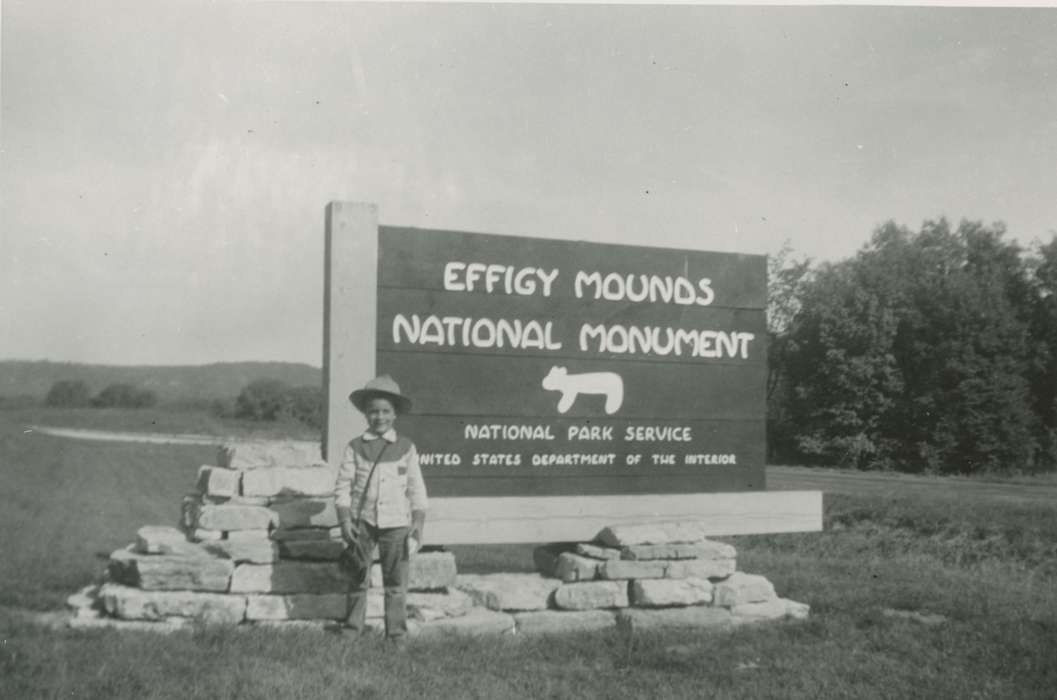 EFFIGY MOUNDS
NATIONAL MONUMENT
NATIONAL PARK SERVICE
UNITED STATES DEPARTMENT OF THE INTERIOR